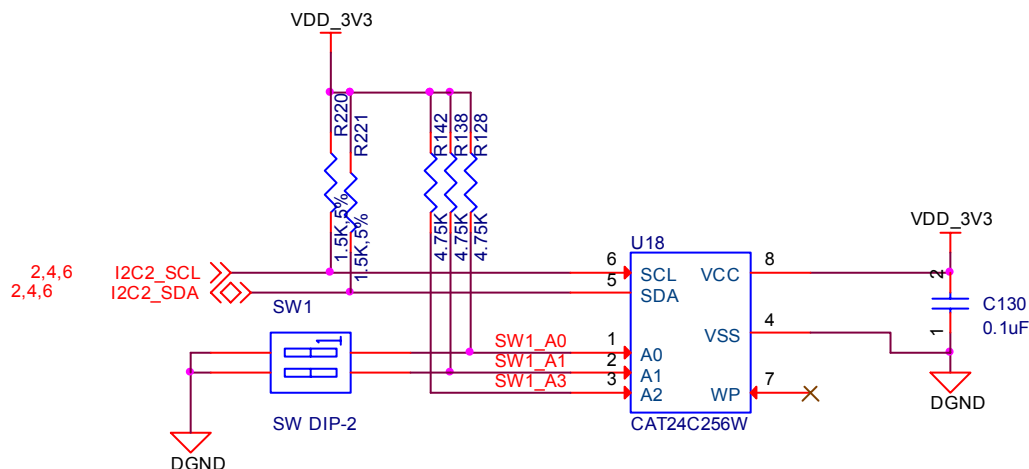 VDD_3V3
R220
R221
R142
R138
R128
1.5K,5%
1.5K,5%
4.75K
4.75K
4.75K
VDD_3V3
U18
2,4,6 I2C2_SCL 6 SCL VCC 8
2,4,6 I2C2_SDA 5 SDA
2
C130
0.1uF
1
SW1
VSS 4
1
SW1_A0 1 A0
SW1_A1 2 A1
SW1_A3 3 A2 WP 7
DGND
SW DIP-2
CAT24C256W
DGND